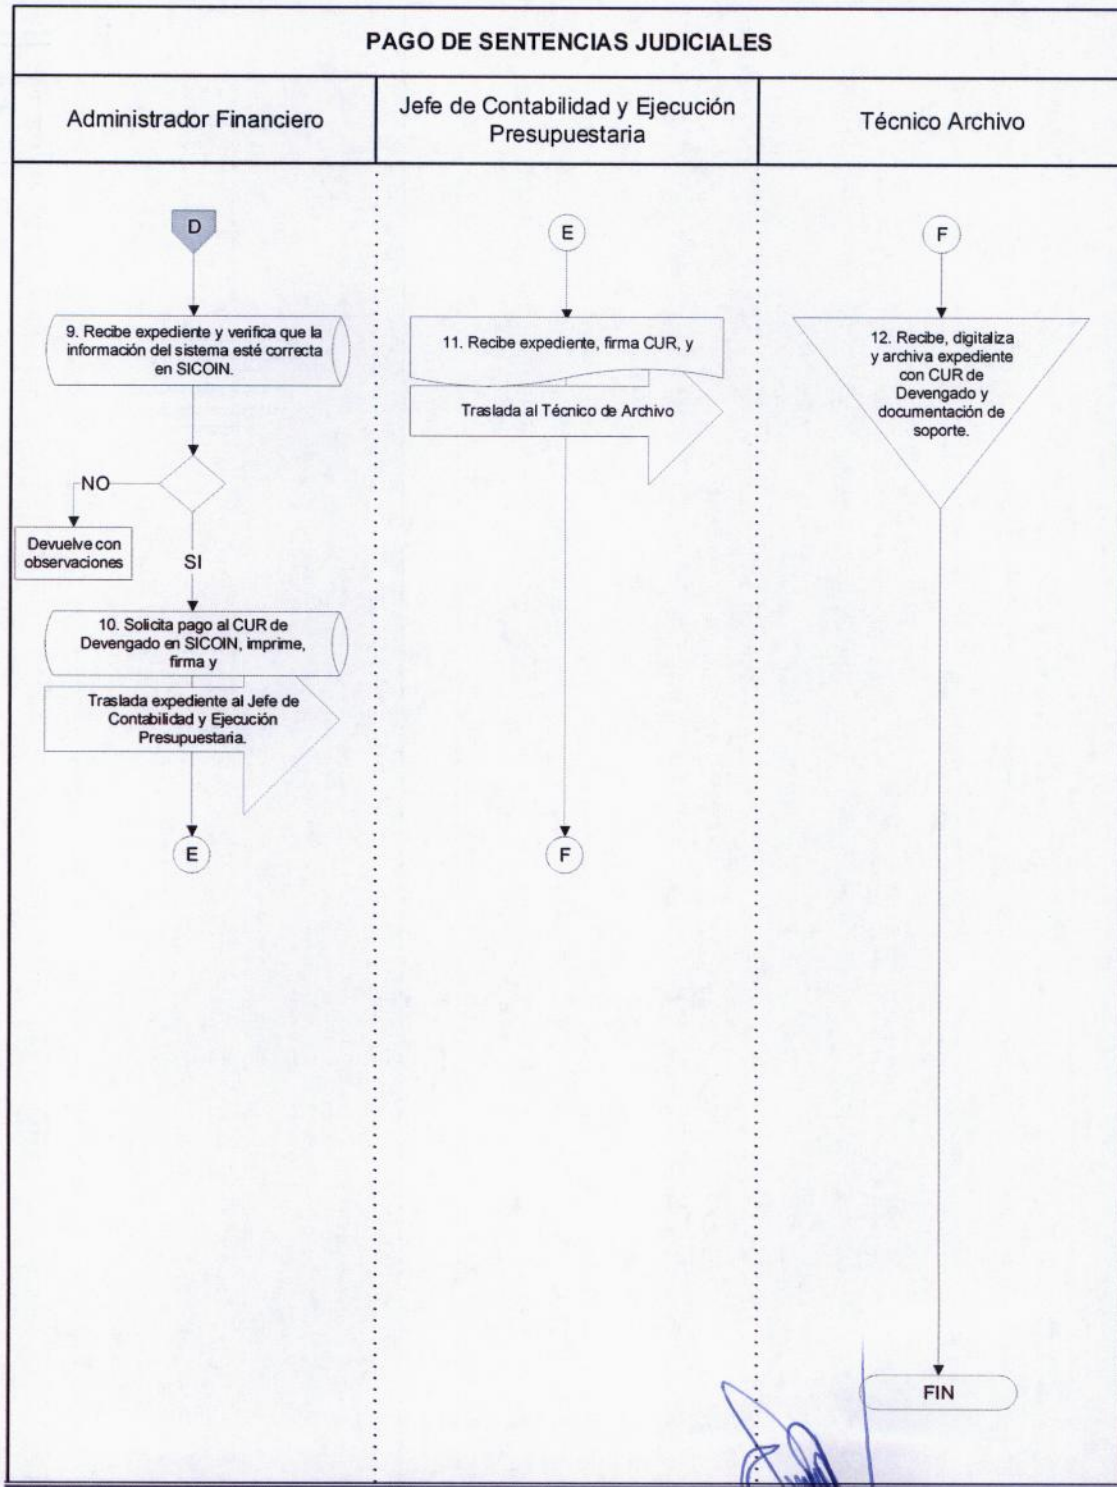 PAGO DE SENTENCIAS JUDICIALES
Administrador Financiero
Jefe de Contabilidad y Ejecución
Presupuestaria
Técnico Archivo
D
9. Recibe expediente y verifica que la
información del sistema esté correcta
en SICOIN.
NO
Devuelve con
observaciones
SI
10. Solicita pago al CUR de
Devengado en SICOIN, imprime,
firma y
Traslada expediente al Jefe de
Contabilidad y Ejecución
Presupuestaria.
E
E
11. Recibe expediente, firma CUR, y
Traslada al Técnico de Archivo
F
F
12. Recibe, digitaliza
y archiva expediente
con CUR de
Devengado y
documentación de
soporte.
FIN